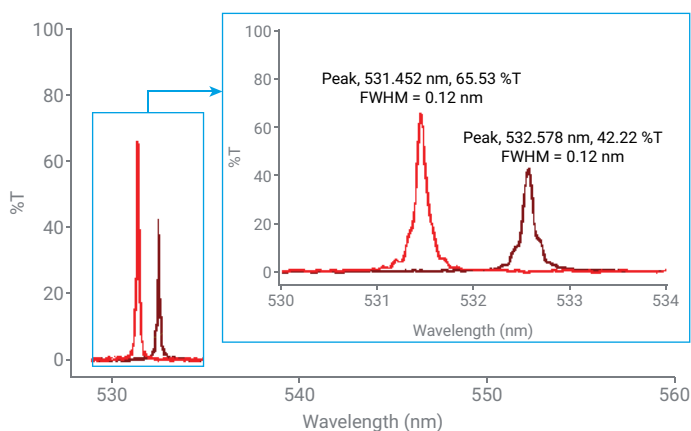 100
80
60
40
20
0
%T
530
540
550
560
Wavelength (nm)
100
80
60
40
20
0
%T
Peak, 531.452 nm, 65.53 %T
FWHM = 0.12 nm
Peak, 532.578 nm, 42.22 %T
FWHM = 0.12 nm
530
531
532
533
534
Wavelength (nm)